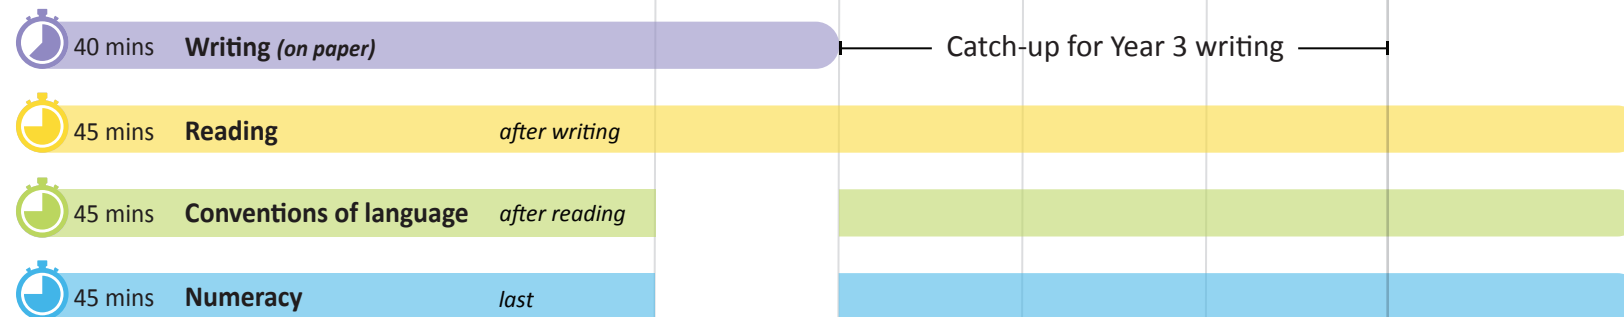 40 mins Writing (on paper) Catch-up for Year 3 writing
45 mins Reading after writing
45 mins Conventions of language after reading
45 mins Numeracy last